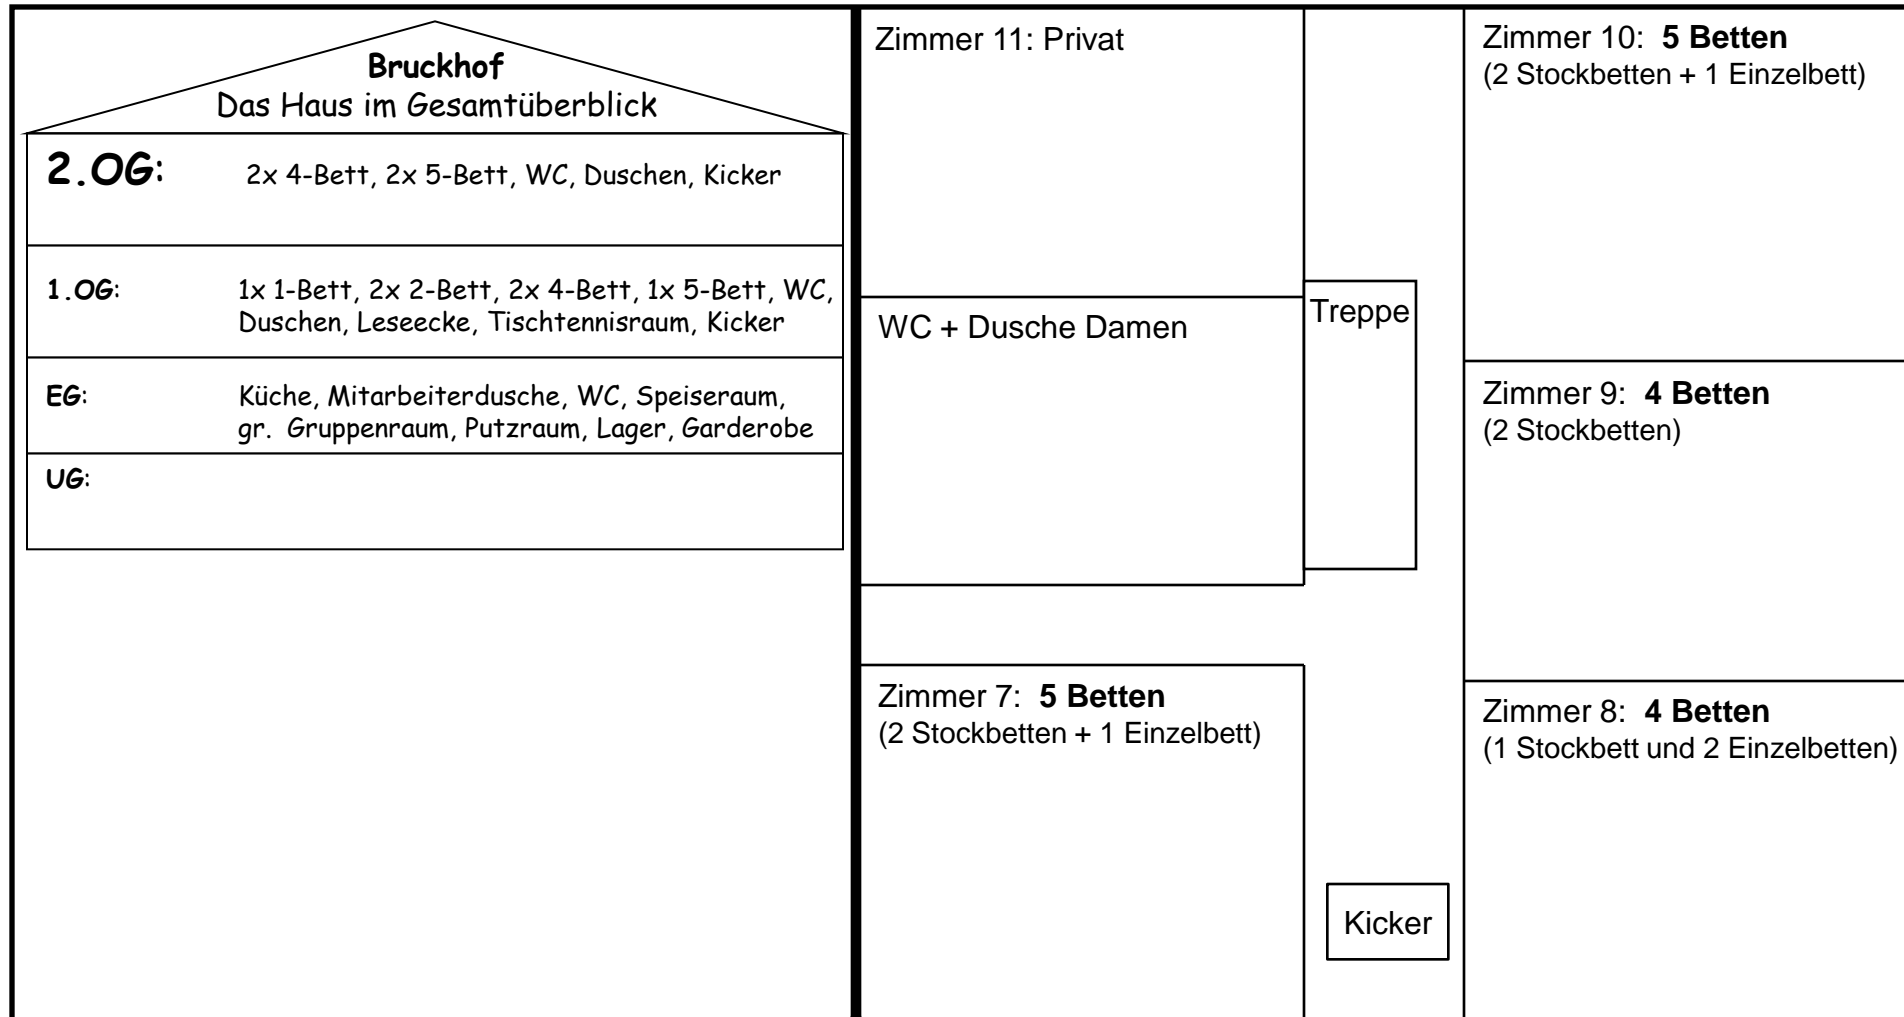 Bruckhof
Das Haus im Gesamtüberblick
2.OG: 2x 4-Bett, 2x 5-Bett, WC, Duschen, Kicker
1.OG: 1x 1-Bett, 2x 2-Bett, 2x 4-Bett, 1x 5-Bett, WC,
Duschen, Leseecke, Tischtennisraum, Kicker
EG: Küche, Mitarbeiterdusche, WC, Speiseraum,
gr. Gruppenraum, Putzraum, Lager, Garderobe
UG:
Zimmer 11: Privat
WC + Dusche Damen
Zimmer 7: 5 Betten
(2 Stockbetten + 1 Einzelbett)
Treppe
Kicker
Zimmer 10: 5 Betten
(2 Stockbetten + 1 Einzelbett)
Zimmer 9: 4 Betten
(2 Stockbetten)
Zimmer 8: 4 Betten
(1 Stockbett und 2 Einzelbetten)